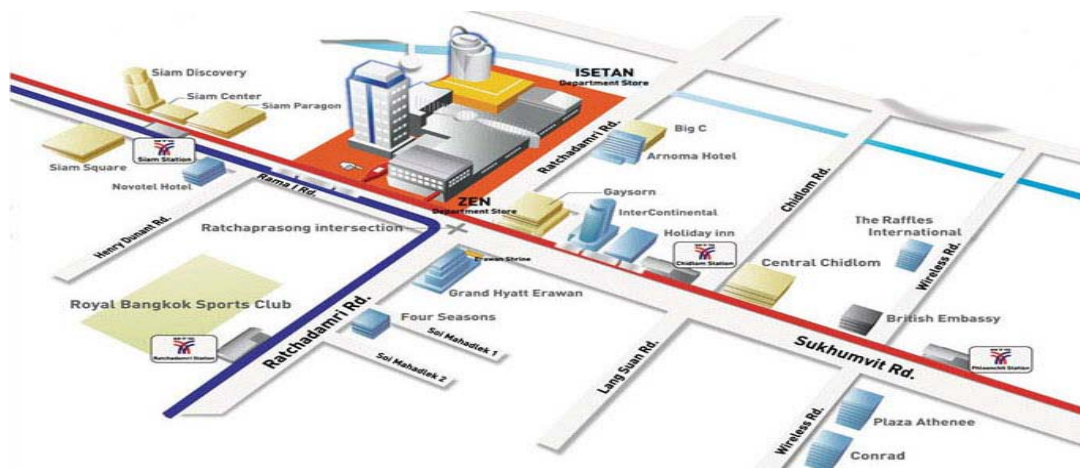 ISETAN
Department Store
Siam Discovery
Siam Center
Siam Paragon
Siam Square
Siam Station
Novotel Hotel
Rama I Rd.
Henry Dunant Rd.
Ratchadamri Rd.
Big C
Arnoma Hotel
Chidlom Rd.
ZEN
Department Store
Gaysorn
InterContinental
Holiday inn
Ratchaprasong intersection
Erawan Shrine
Chidlom Station
The Raffles
International
Wireless Rd.
Central Chidlom
Grand Hyatt Erawan
Royal Bangkok Sports Club
Four Seasons
British Embassy
Ratchadamri Station
Ratchadamri Rd.
Soi Mahadlek 1
Soi Mahadlek 2
Lang Suan Rd.
Sukhumvit Rd.
Phloenchit Station
Wireless Rd.
Plaza Athenee
Conrad